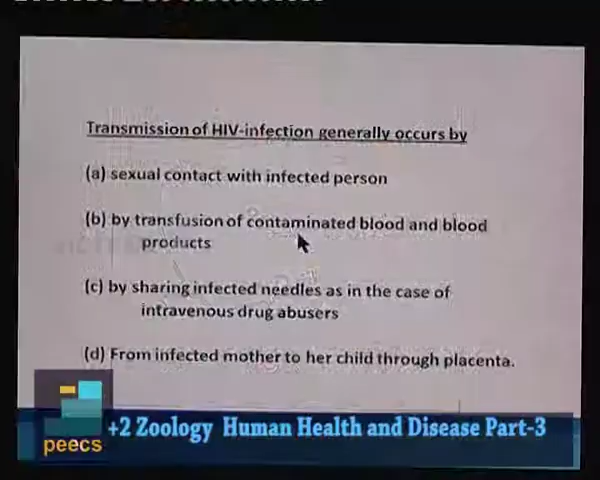 Transmission of HIV-infection generally occurs by
(a) sexual contact with infected person
(b) by transfusion of contaminated blood and blood
products
(c) by sharing infected needles as in the case of
intravenous drug abusers
(d) From infected mother to her child through placenta.
+2 Zoology Human Health and Disease Part-3
peecs